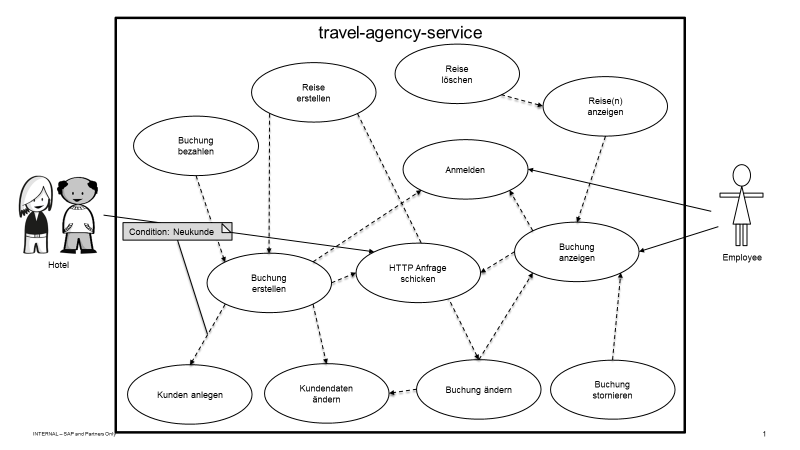 travel-agency-service
Reise
löschen
Reise
erstellen
Reise(n)
anzeigen
Buchung
bezahlen
Anmelden
Condition: Neukunde
Buchung
anzeigen
Hotel
Employee
Buchung
erstellen
HTTP Anfrage
schicken
Kunden anlegen
Kundendaten
ändern
Buchung ändern
Buchung
stornieren
INTERNAL – SAP and Partners Only
1